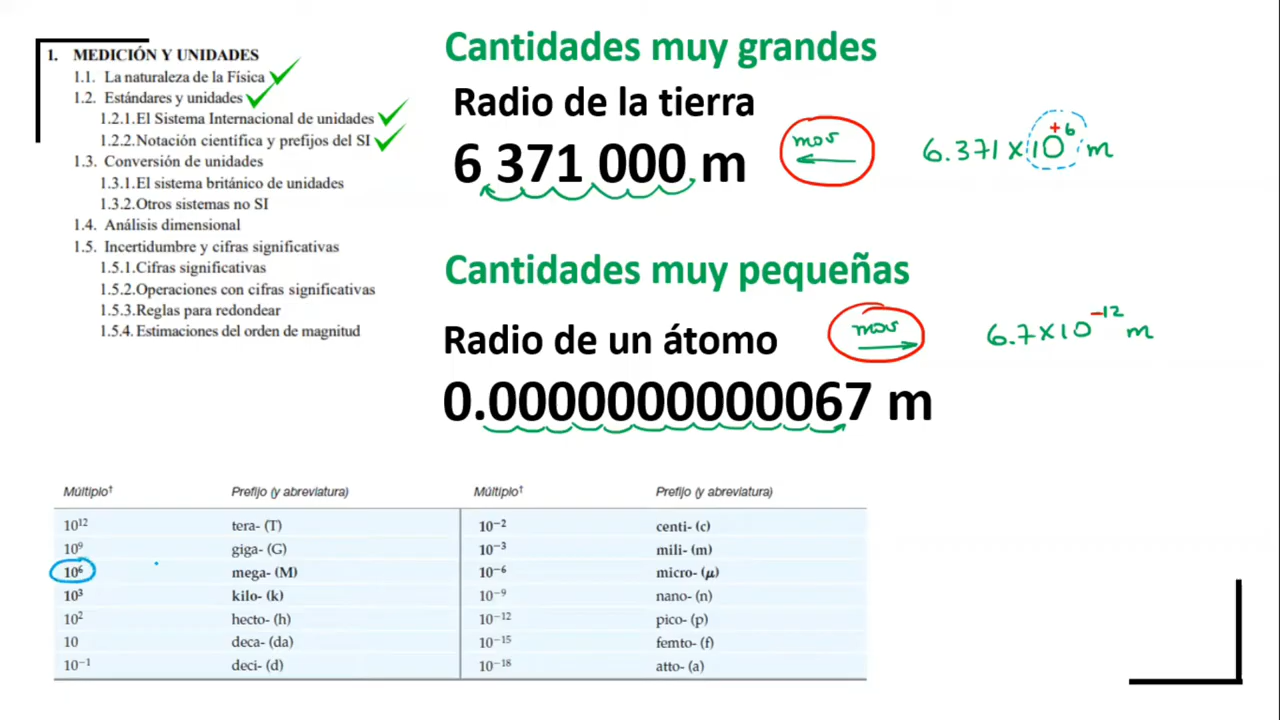 1. MEDICIÓN Y UNIDADES
1.1. La naturaleza de la Física
1.2. Estándares y unidades
1.2.1.El Sistema Internacional de unidades
1.2.2.Notación científica y prefijos del SI
1.3. Conversión de unidades
1.3.1.El sistema británico de unidades
1.3.2.Otros sistemas no SI
1.4. Análisis dimensional
1.5. Incertidumbre y cifras significativas
1.5.1.Cifras significativas
1.5.2.Operaciones con cifras significativas
1.5.3.Reglas para redondear
1.5.4.Estimaciones del orden de magnitud
Cantidades muy grandes
Radio de la tierra
6 371 000 m
mov
6.371 × 10⁺⁶ m
Cantidades muy pequeñas
Radio de un átomo
mov
6.7 × 10⁻¹² m
0.0000000000067 m
Múltiplo† Prefijo (y abreviatura) Múltiplo† Prefijo (y abreviatura)
10¹² tera- (T) 10⁻² centi- (c)
10⁹ giga- (G) 10⁻³ mili- (m)
10⁶ mega- (M) 10⁻⁶ micro- (μ)
10³ kilo- (k) 10⁻⁹ nano- (n)
10² hecto- (h) 10⁻¹² pico- (p)
10 deca- (da) 10⁻¹⁵ femto- (f)
10⁻¹ deci- (d) 10⁻¹⁸ atto- (a)